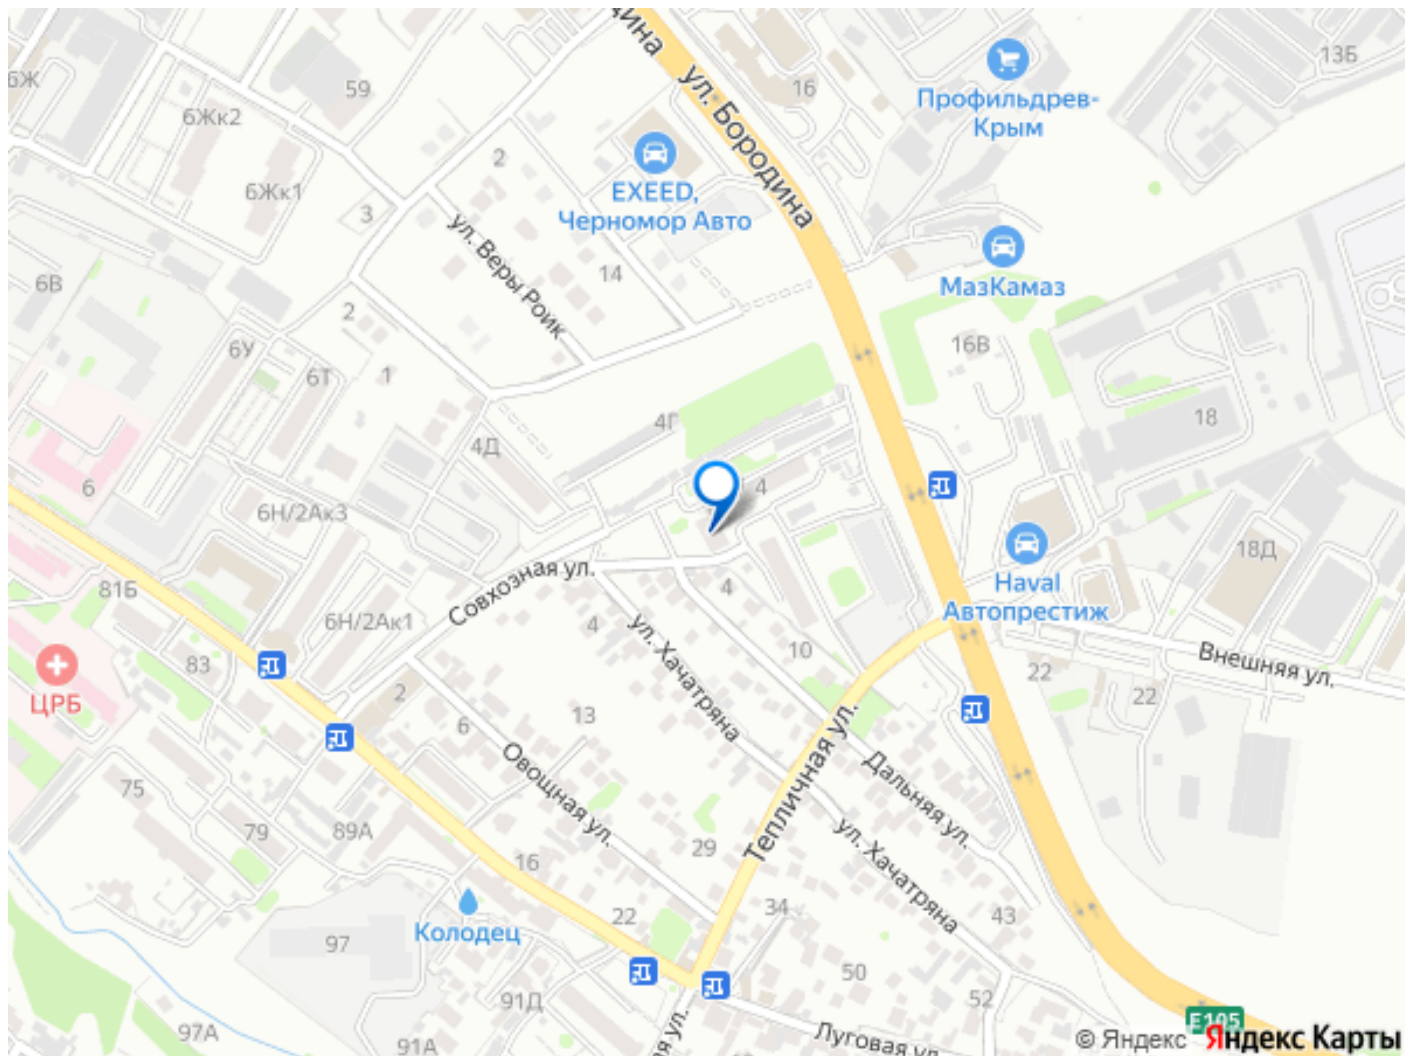 дина
ул. Бородина
16
13Б
Профильдрев-
Крым
6Ж
59
6Жк2
2
EXEED,
Черномор Авто
6Жк1
3
ул. Веры Роик
14
МазКамаз
6В
2
6У
6Т
1
16В
4Г
18
4Д
6
4
6Н/2Ак3
18Д
Haval
Автопрестиж
81Б
Совхозная ул.
4
4
6Н/2Ак1
ул. Хачатряна
10
83
ЦРБ
2
6
13
22
22
Внешняя ул.
Овощная ул.
Тепличная ул.
Дальняя ул.
75
79
89А
16
29
ул. Хачатряна
Колодец
22
34
43
97
50
91Д
52
97А
91А
ая ул.
Луговая ул.
E105
© Яндекс Яндекс Карты